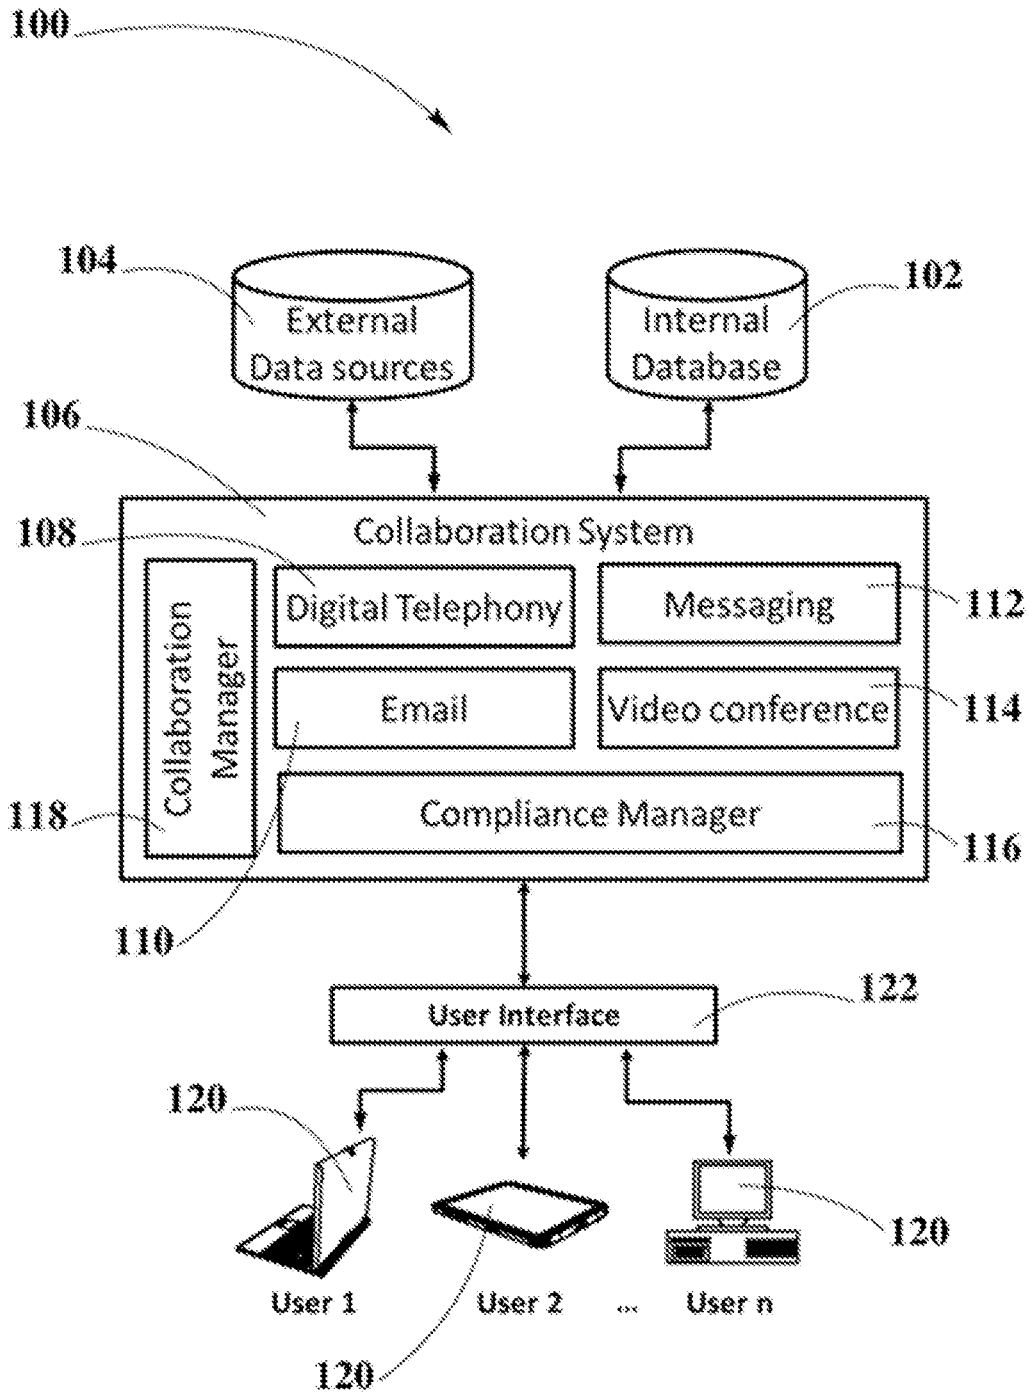 100
104
External
Data sources
Internal
Database
102
106
Collaboration System
108
Digital Telephony
Messaging
112
Collaboration
Manager
Email
Video conference
114
118
Compliance Manager
116
110
User Interface
122
120
120
120
User 1
User 2
...
User n
120